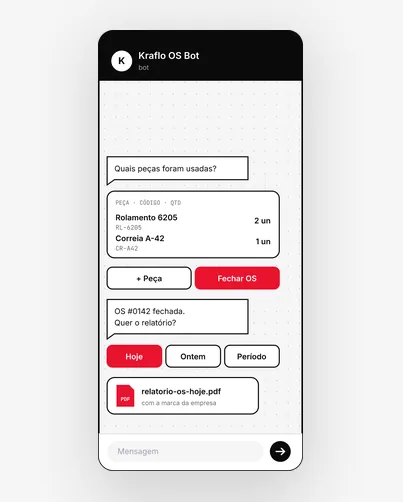 K
Kraflo OS Bot
bot
Quais peças foram usadas?
PEÇA · CÓDIGO · QTD
Rolamento 6205
RL-6205
2 un
Correia A-42
CR-A42
1 un
+ Peça
Fechar OS
OS #0142 fechada.
Quer o relatório?
Hoje
Ontem
Período
PDF
relatorio-os-hoje.pdf
com a marca da empresa
Mensagem